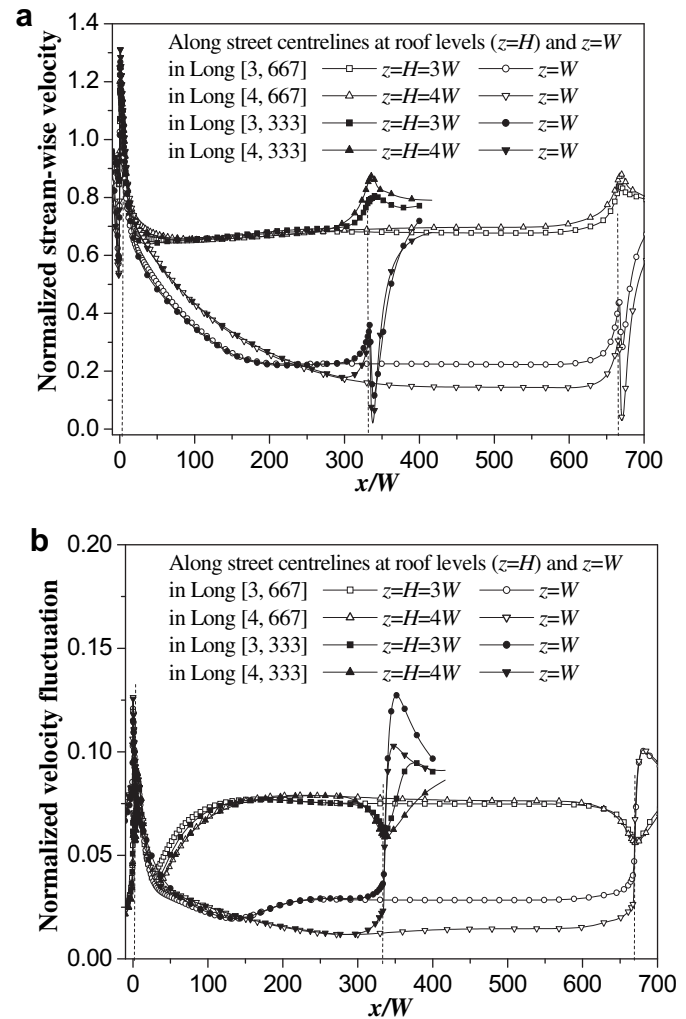 a
Normalized stream-wise velocity
1.4
1.2
1.0
0.8
0.6
0.4
0.2
0.0
Along street centrelines at roof levels (z=H) and z=W
in Long [3, 667] z=H=3W z=W
in Long [4, 667] z=H=4W z=W
in Long [3, 333] z=H=3W z=W
in Long [4, 333] z=H=4W z=W
0 100 200 300 400 500 600 700
x/W
b
Normalized velocity fluctuation
0.20
0.15
0.10
0.05
0.00
Along street centrelines at roof levels (z=H) and z=W
in Long [3, 667] z=H=3W z=W
in Long [4, 667] z=H=4W z=W
in Long [3, 333] z=H=3W z=W
in Long [4, 333] z=H=4W z=W
0 100 200 300 400 500 600 700
x/W